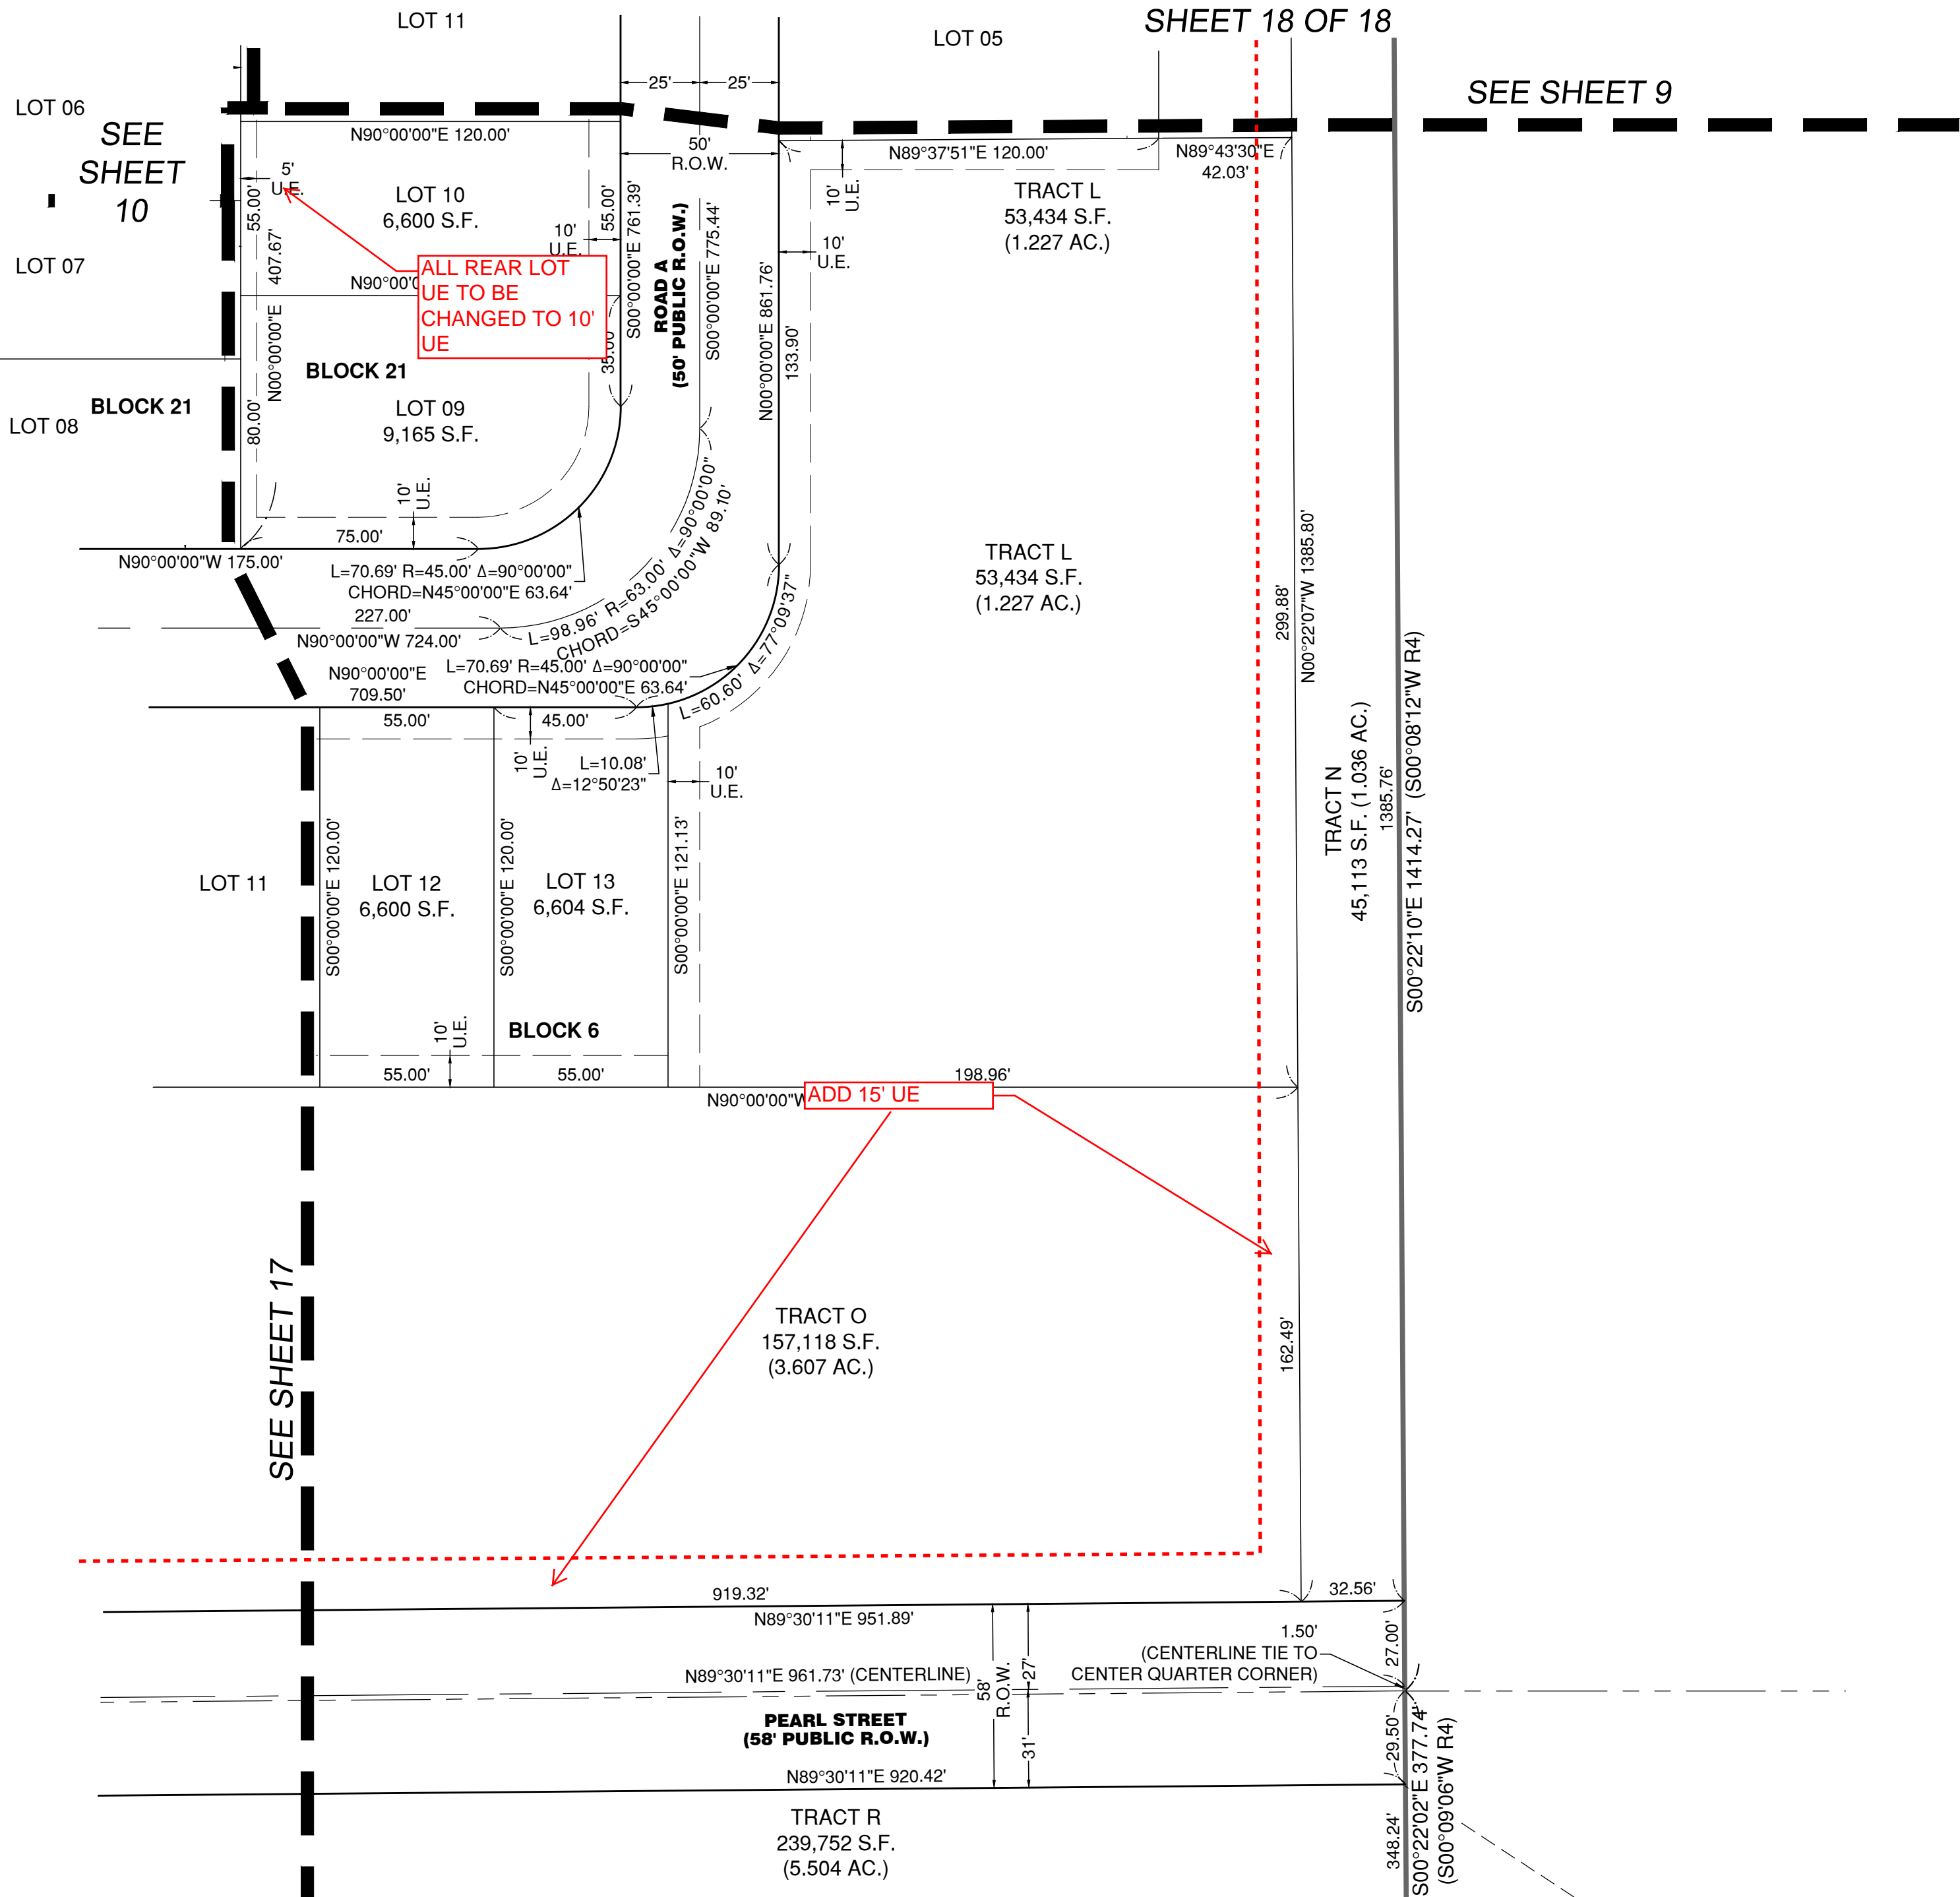 SHEET 18 OF 18
LOT 11
LOT 05
25'
25'
SEE SHEET 9
LOT 06
SEE
SHEET
10
N90°00'00"E 120.00'
50'
R.O.W.
N89°37'51"E 120.00'
N89°43'30"E
42.03'
5'
U.E.
LOT 10
6,600 S.F.
55.00'
407.67'
N00°00'00"E
80.00'
10'
U.E.
55.00'
S00°00'00"E 761.39'
35.00'
ROAD A
(50' PUBLIC R.O.W.)
S00°00'00"E 775.44'
N00°00'00"E 861.76'
133.90'
10'
U.E.
10'
U.E.
TRACT L
53,434 S.F.
(1.227 AC.)
LOT 07
ALL REAR LOT
UE TO BE
CHANGED TO 10'
UE
BLOCK 21
BLOCK 21
LOT 08
LOT 09
9,165 S.F.
10'
U.E.
75.00'
N90°00'00"W 175.00'
L=70.69' R=45.00' Δ=90°00'00"
CHORD=N45°00'00"E 63.64'
227.00'
N90°00'00"W 724.00'
L=98.96' R=63.00' Δ=90°00'00"
CHORD=S45°00'00"W 89.10'
N90°00'00"E
709.50'
L=70.69' R=45.00' Δ=90°00'00"
CHORD=N45°00'00"E 63.64'
L=60.60' Δ=77°09'37"
TRACT L
53,434 S.F.
(1.227 AC.)
299.88'
N00°22'07"W 1385.80'
55.00'
45.00'
10'
U.E.
L=10.08'
Δ=12°50'23"
10'
U.E.
TRACT N
45,113 S.F. (1.036 AC.)
1385.76'
S00°22'10"E 1414.27' (S00°08'12"W R4)
LOT 11
S00°00'00"E 120.00'
LOT 12
6,600 S.F.
S00°00'00"E 120.00'
LOT 13
6,604 S.F.
S00°00'00"E 121.13'
10'
U.E.
BLOCK 6
55.00'
55.00'
198.96'
N90°00'00"W
ADD 15' UE
SEE SHEET 17
TRACT O
157,118 S.F.
(3.607 AC.)
162.49'
919.32'
32.56'
N89°30'11"E 951.89'
1.50'
(CENTERLINE TIE TO
CENTER QUARTER CORNER)
27.00'
N89°30'11"E 961.73' (CENTERLINE)
58'
R.O.W.
27'
31'
PEARL STREET
(58' PUBLIC R.O.W.)
29.50'
S00°22'02"E 377.74'
(S00°09'06"W R4)
N89°30'11"E 920.42'
TRACT R
239,752 S.F.
(5.504 AC.)
348.24'